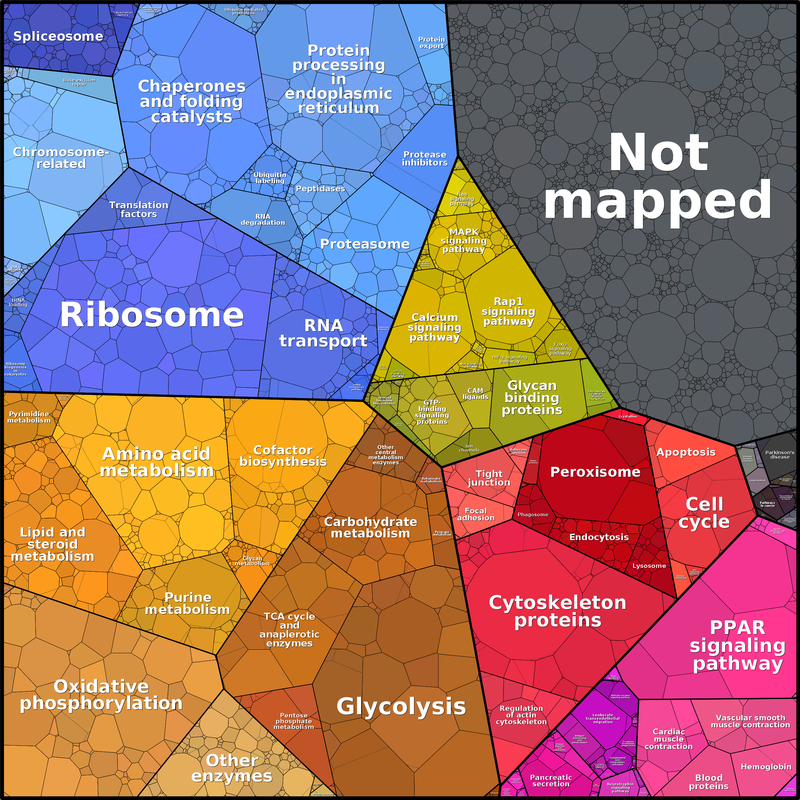 Spliceosome
Chaperones
and folding
catalysts
Protein
processing
in
endoplasmic
reticulum
Protein
export
Chromosome-
related
Protease
inhibitors
Not
mapped
Translation
factors
Ubiquitin
labeling
Peptidases
RNA
degradation
Proteasome
MAPK
signaling
pathway
Ribosome
RNA
transport
Calcium
signaling
pathway
Rap1
signaling
pathway
GTP-
binding
signaling
proteins
CAM
ligands
Glycan
binding
proteins
Pyrimidine
metabolism
Amino acid
metabolism
Cofactor
biosynthesis
Other
central
metabolism
enzymes
Tight
junction
Peroxisome
Apoptosis
Parkinson's
disease
Lipid and
steroid
metabolism
Carbohydrate
metabolism
Focal
adhesion
Phagosome
Cell
cycle
Endocytosis
Lysosome
Glycan
metabolism
Purine
metabolism
TCA cycle
and
anaplerotic
enzymes
Cytoskeleton
proteins
PPAR
signaling
pathway
Oxidative
phosphorylation
Glycolysis
Pentose
phosphate
metabolism
Regulation
of actin
cytoskeleton
Leukocyte
transendothelial
migration
Cardiac
muscle
contraction
Vascular smooth
muscle contraction
Other
enzymes
Pancreatic
secretion
Blood
proteins
Hemoglobin